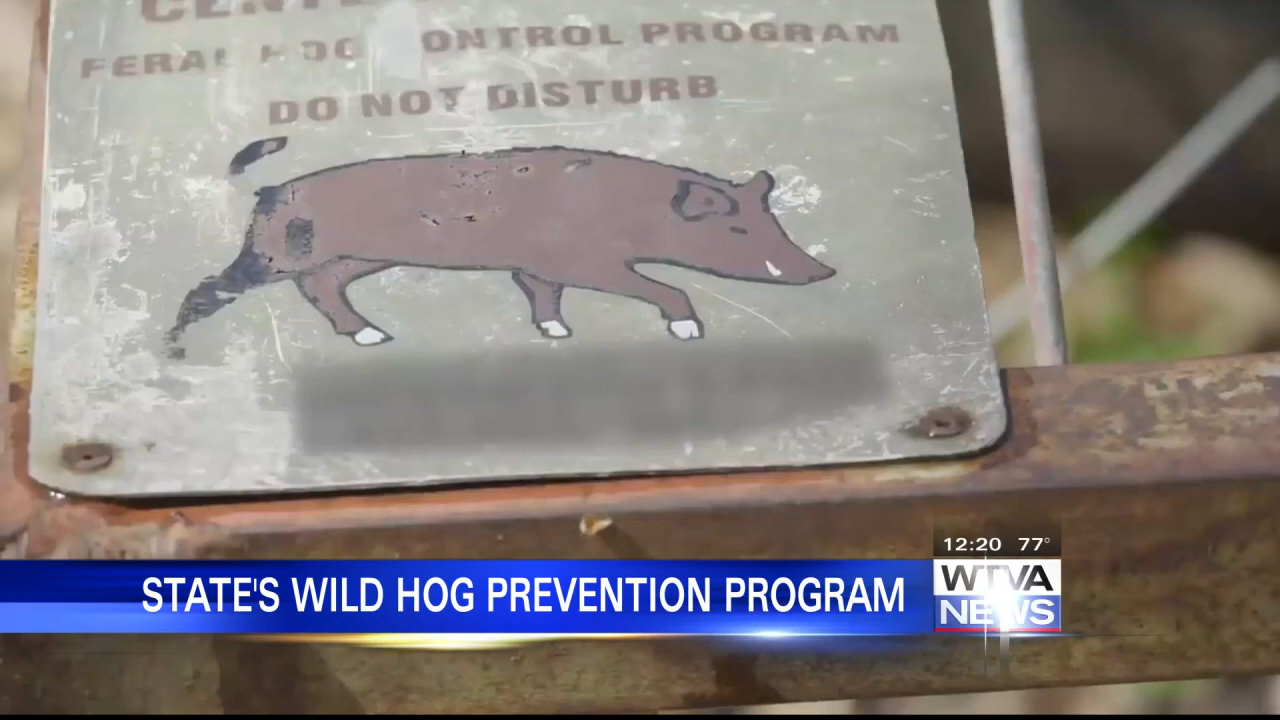 FERAL HOG CONTROL PROGRAM
DO NOT DISTURB
STATE'S WILD HOG PREVENTION PROGRAM
12:20 77°
WTVA
NEWS